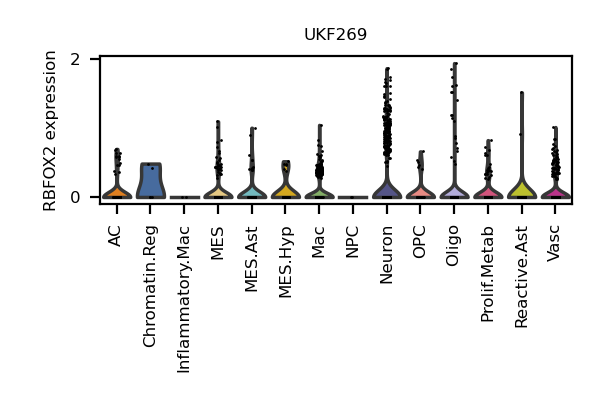 UKF269
RBFOX2 expression
2
0
AC
Chromatin.Reg
Inflammatory.Mac
MES
MES.Ast
MES.Hyp
Mac
NPC
Neuron
OPC
Oligo
Prolif.Metab
Reactive.Ast
Vasc